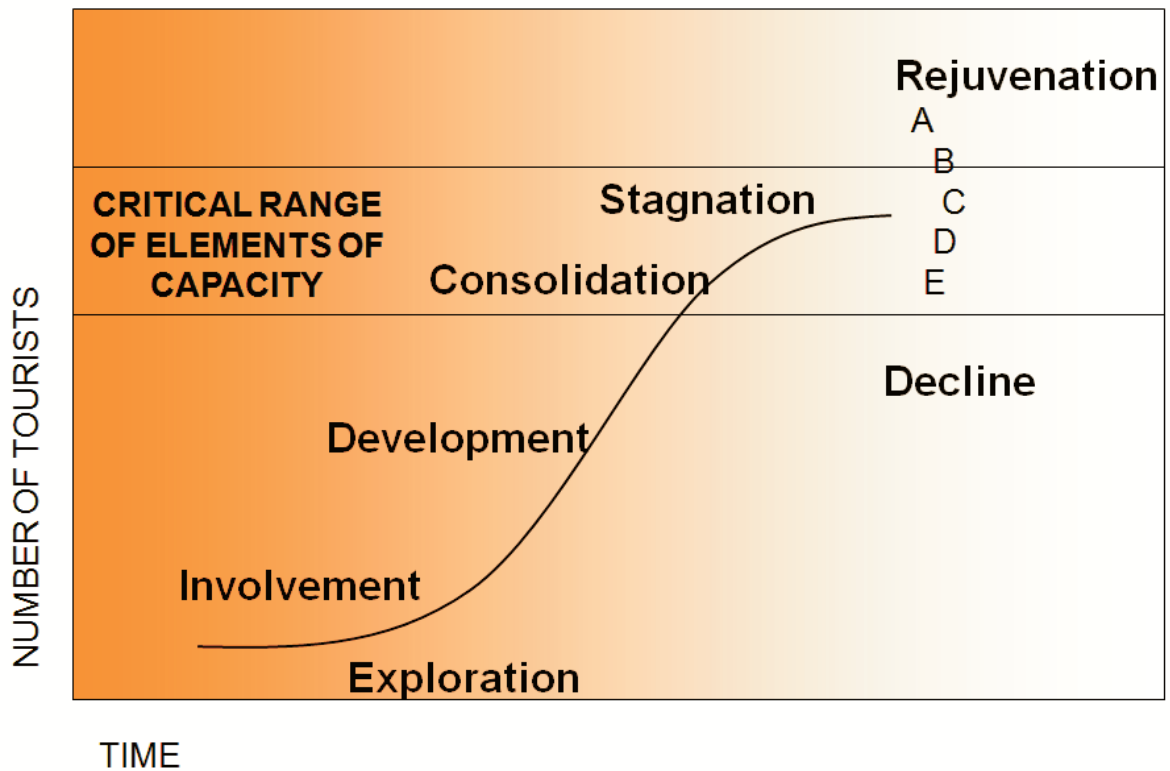 Rejuvenation
A
B
CRITICAL RANGE
OF ELEMENTS OF
CAPACITY
Stagnation
C
D
Consolidation
E
Decline
Development
Involvement
Exploration
NUMBER OF TOURISTS
TIME